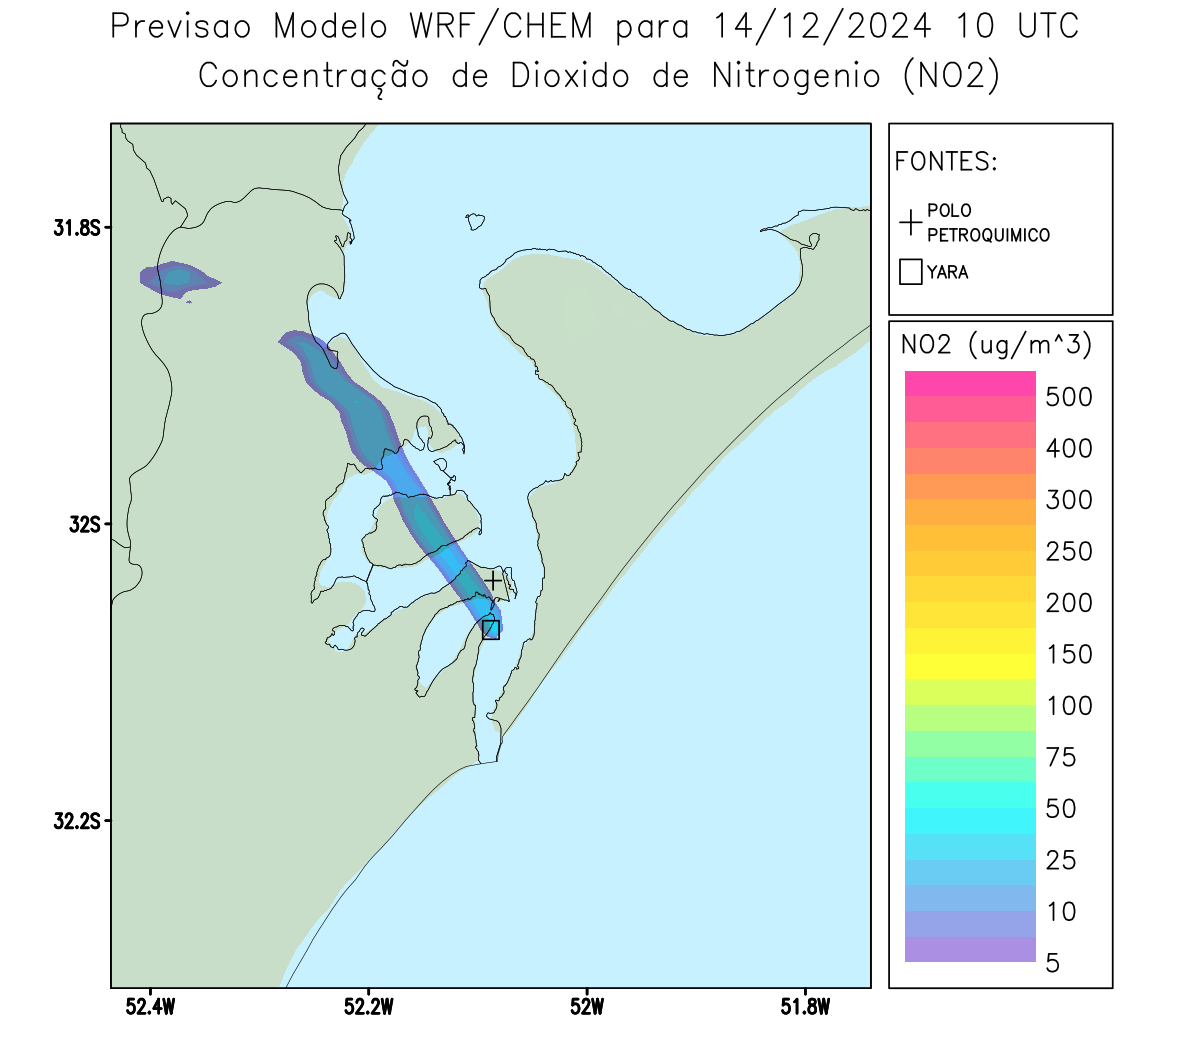 Previsao Modelo WRF/CHEM para 14/12/2024 10 UTC
Concentração de Dioxido de Nitrogenio (NO2)
FONTES:
POLO
PETROQUIMICO
YARA
31.8S
32S
32.2S
52.4W
52.2W
52W
51.8W
NO2 (ug/m^3)
500
400
300
250
200
150
100
75
50
25
10
5